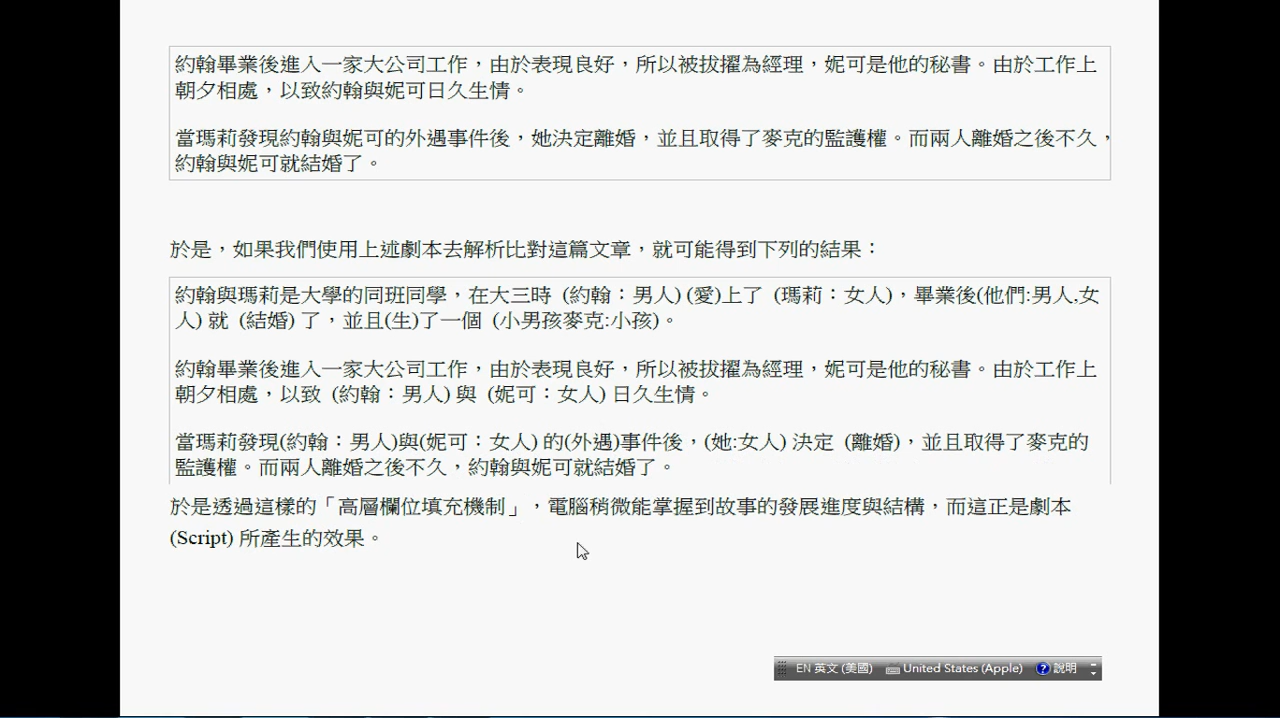 約翰畢業後進入一家大公司工作，由於表現良好，所以被拔擢為經理，妮可是他的秘書。由於工作上
朝夕相處，以致約翰與妮可日久生情。
當瑪莉發現約翰與妮可的外遇事件後，她決定離婚，並且取得了麥克的監護權。而兩人離婚之後不久，
約翰與妮可就結婚了。
於是，如果我們使用上述劇本去解析比對這篇文章，就可能得到下列的結果：
約翰與瑪莉是大學的同班同學，在大三時 (約翰：男人) (愛)上了 (瑪莉：女人)，畢業後(他們:男人,女
人) 就 (結婚) 了，並且(生)了一個 (小男孩麥克:小孩)。
約翰畢業後進入一家大公司工作，由於表現良好，所以被拔擢為經理，妮可是他的秘書。由於工作上
朝夕相處，以致 (約翰：男人) 與 (妮可：女人) 日久生情。
當瑪莉發現(約翰：男人)與(妮可：女人) 的(外遇)事件後，(她:女人) 決定 (離婚)，並且取得了麥克的
監護權。而兩人離婚之後不久，約翰與妮可就結婚了。
於是透過這樣的「高層欄位填充機制」，電腦稍微能掌握到故事的發展進度與結構，而這正是劇本
(Script) 所產生的效果。
EN 英文 (美國) United States (Apple) ? 說明